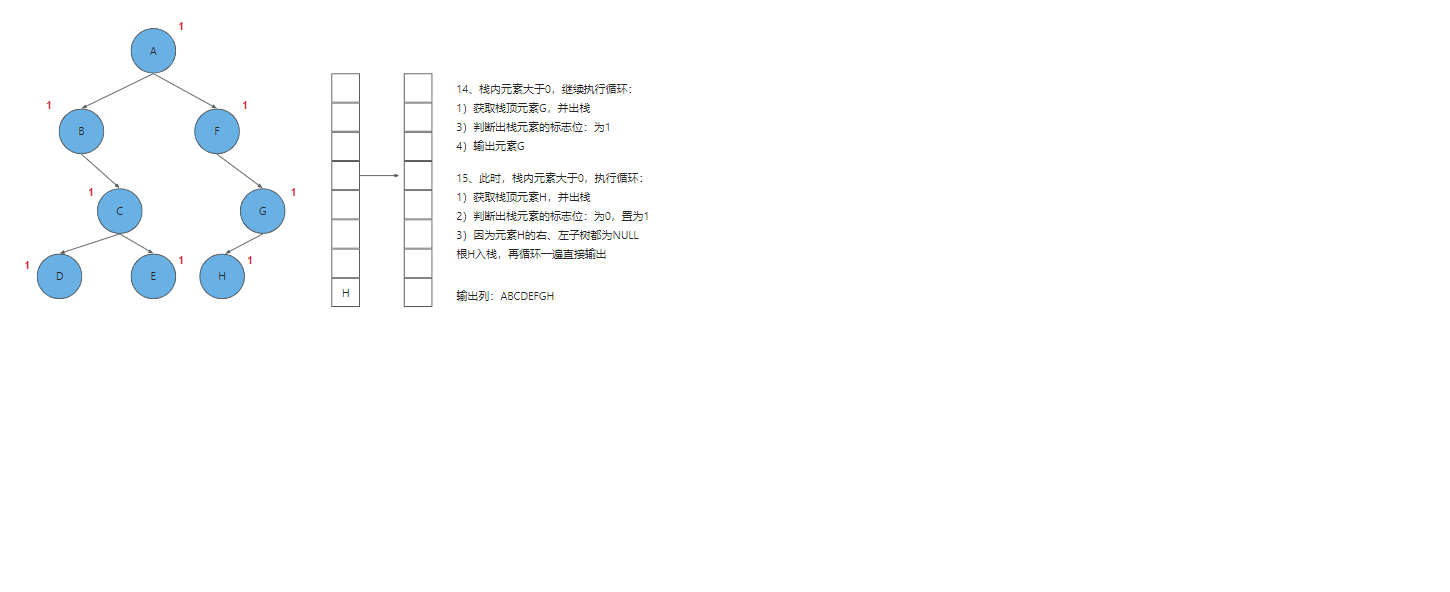 1
A
1
B
1
F
1
C
1
G
1
D
1
E
1
H
H
14、栈内元素大于0，继续执行循环：
1）获取栈顶元素G，并出栈
3）判断出栈元素的标志位：为1
4）输出元素G
15、此时，栈内元素大于0，执行循环：
1）获取栈顶元素H，并出栈
2）判断出栈元素的标志位：为0，置为1
3）因为元素H的右、左子树都为NULL
根H入栈，再循环一遍直接输出
输出列：ABCDEFGH